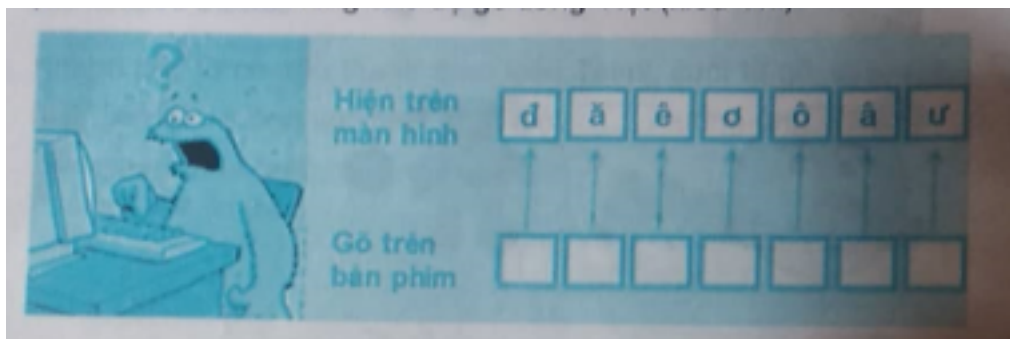 ?
Hiện trên
màn hình
đ ă ê ơ ô â ư
Gõ trên
bàn phím